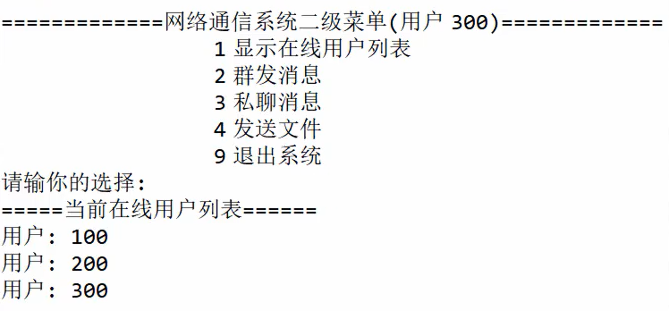 =============网络通信系统二级菜单(用户 300)=============
1 显示在线用户列表
2 群发消息
3 私聊消息
4 发送文件
9 退出系统
请输你的选择:
=====当前在线用户列表======
用户: 100
用户: 200
用户: 300